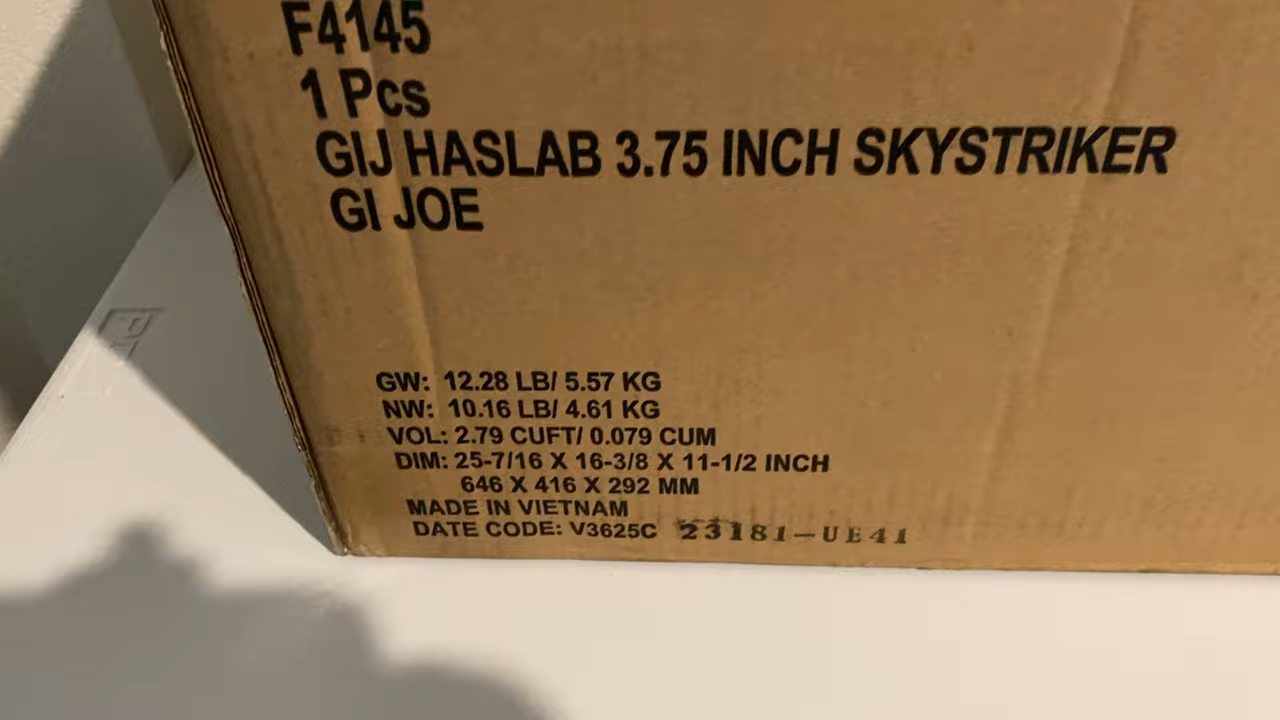 F4145
1 Pcs
GIJ HASLAB 3.75 INCH SKYSTRIKER
GI JOE
GW: 12.28 LB/ 5.57 KG
NW: 10.16 LB/ 4.61 KG
VOL: 2.79 CUFT/ 0.079 CUM
DIM: 25-7/16 X 16-3/8 X 11-1/2 INCH
646 X 416 X 292 MM
MADE IN VIETNAM
DATE CODE: V3625C 23181-UE41